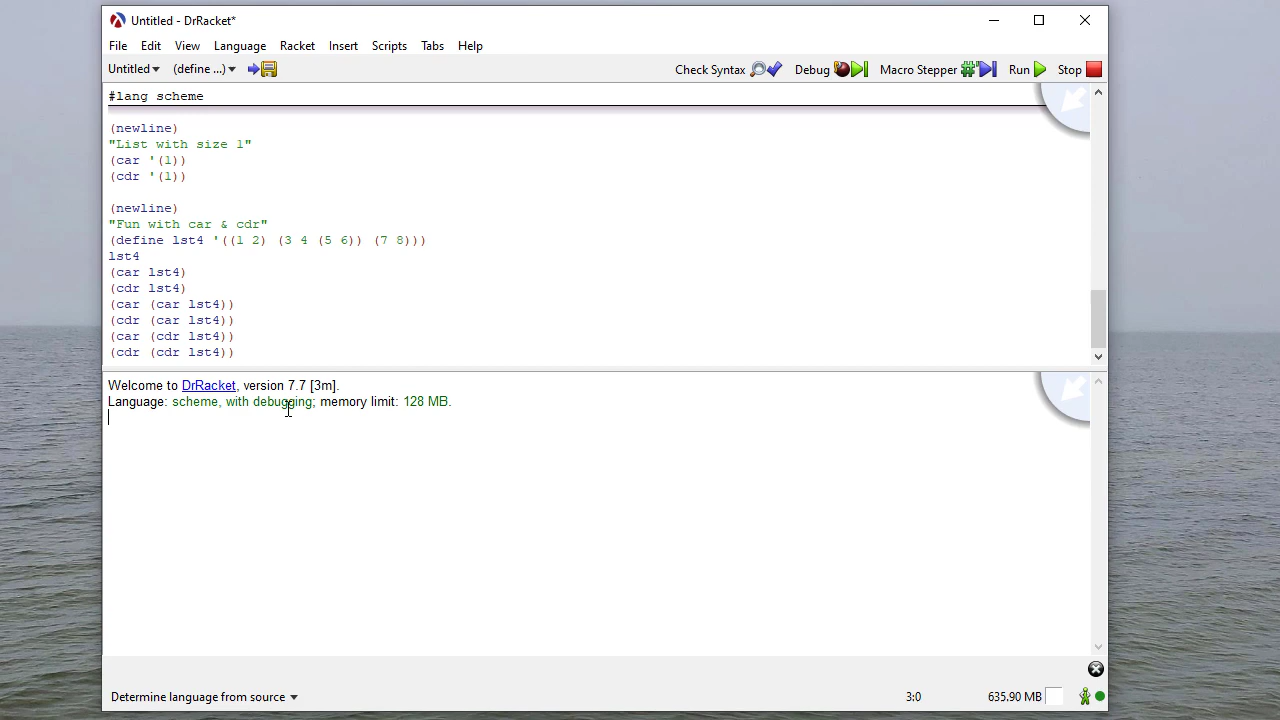 Untitled - DrRacket*
File Edit View Language Racket Insert Scripts Tabs Help
Untitled (define ...) Check Syntax Debug Macro Stepper Run Stop
#lang scheme
(newline)
"List with size 1"
(car '(1))
(cdr '(1))
(newline)
"Fun with car & cdr"
(define lst4 '((1 2) (3 4 (5 6)) (7 8)))
lst4
(car lst4)
(cdr lst4)
(car (car lst4))
(cdr (car lst4))
(car (cdr lst4))
(cdr (cdr lst4))
Welcome to DrRacket, version 7.7 [3m].
Language: scheme, with debugging; memory limit: 128 MB.
Determine language from source 3:0 635.90 MB